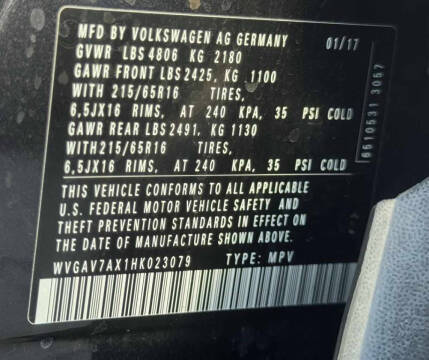 MFD BY VOLKSWAGEN AG GERMANY 01/17
GVWR LBS 4806 KG 2180
GAWR FRONT LBS 2425, KG 1100
WITH 215/65R16 TIRES,
6,5JX16 RIMS, AT 240 KPA, 35 PSI COLD
GAWR REAR LBS 2491, KG 1130
WITH 215/65R16 TIRES,
6,5JX16 RIMS, AT 240 KPA, 35 PSI COLD
THIS VEHICLE CONFORMS TO ALL APPLICABLE
U.S. FEDERAL MOTOR VEHICLE SAFETY AND
THEFT PREVENTION STANDARDS IN EFFECT ON
THE DATE OF MANUFACTURE SHOWN ABOVE.
WVGAV7AX1HK023079 TYPE: MPV
6510531 3057